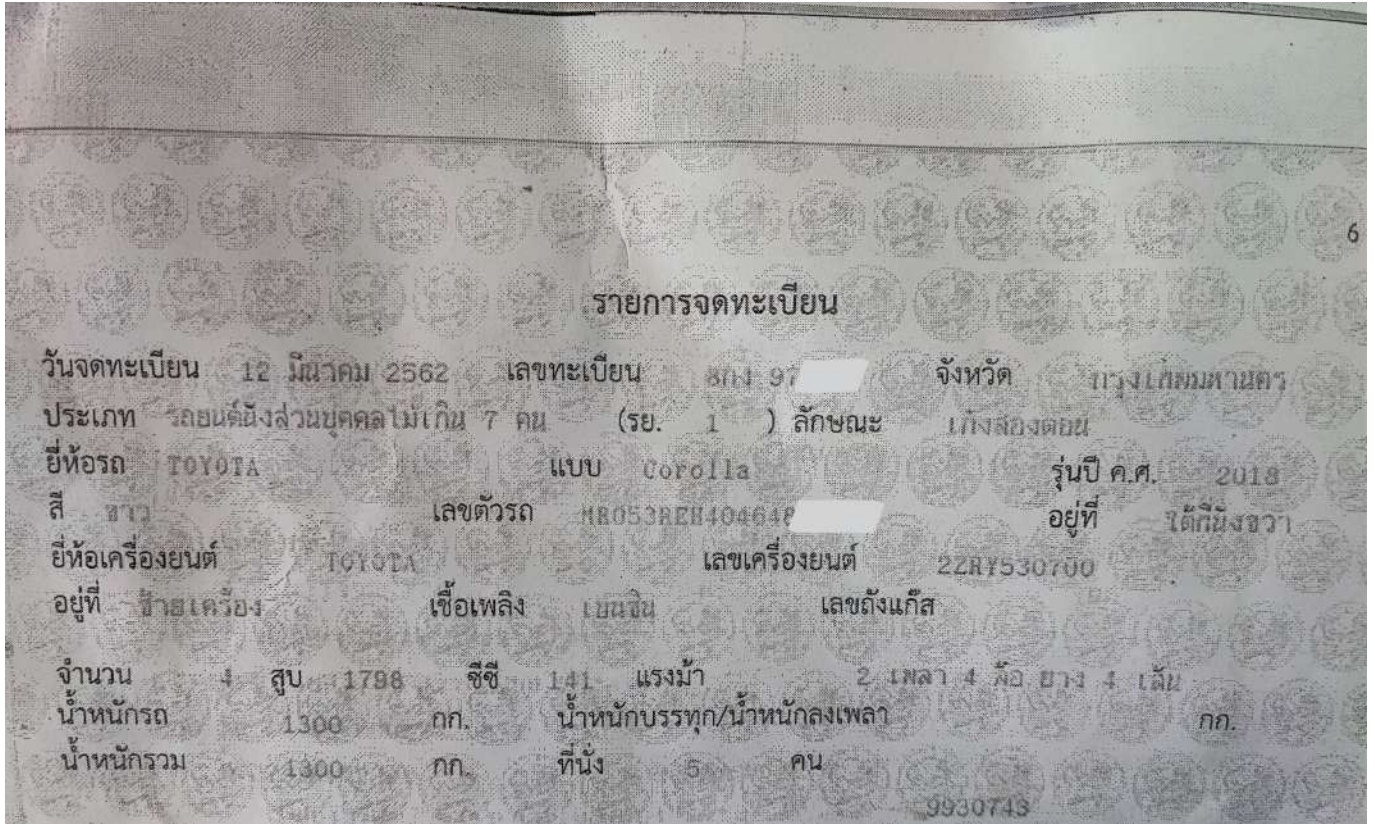 6
รายการจดทะเบียน
วันจดทะเบียน 12 มีนาคม 2562 เลขทะเบียน 8กง 97 จังหวัด กรุงเทพมหานคร
ประเภท รถยนต์นั่งส่วนบุคคลไม่เกิน 7 คน (รย. 1 ) ลักษณะ เก๋งสองตอน
ยี่ห้อรถ TOYOTA แบบ Corolla รุ่นปี ค.ศ. 2018
สี ขาว เลขตัวรถ MR053REH404648 อยู่ที่ ใต้ที่นั่งขวา
ยี่ห้อเครื่องยนต์ TOYOTA เลขเครื่องยนต์ 2ZRY530700
อยู่ที่ ซ้ายเครื่อง เชื้อเพลิง เบนซิน เลขถังแก๊ส
จำนวน 4 สูบ 1798 ซีซี 141 แรงม้า 2 เพลา 4 ล้อ ยาง 4 เส้น
น้ำหนักรถ 1300 กก. น้ำหนักบรรทุก/น้ำหนักลงเพลา กก.
น้ำหนักรวม 1300 กก. ที่นั่ง 5 คน
9930743